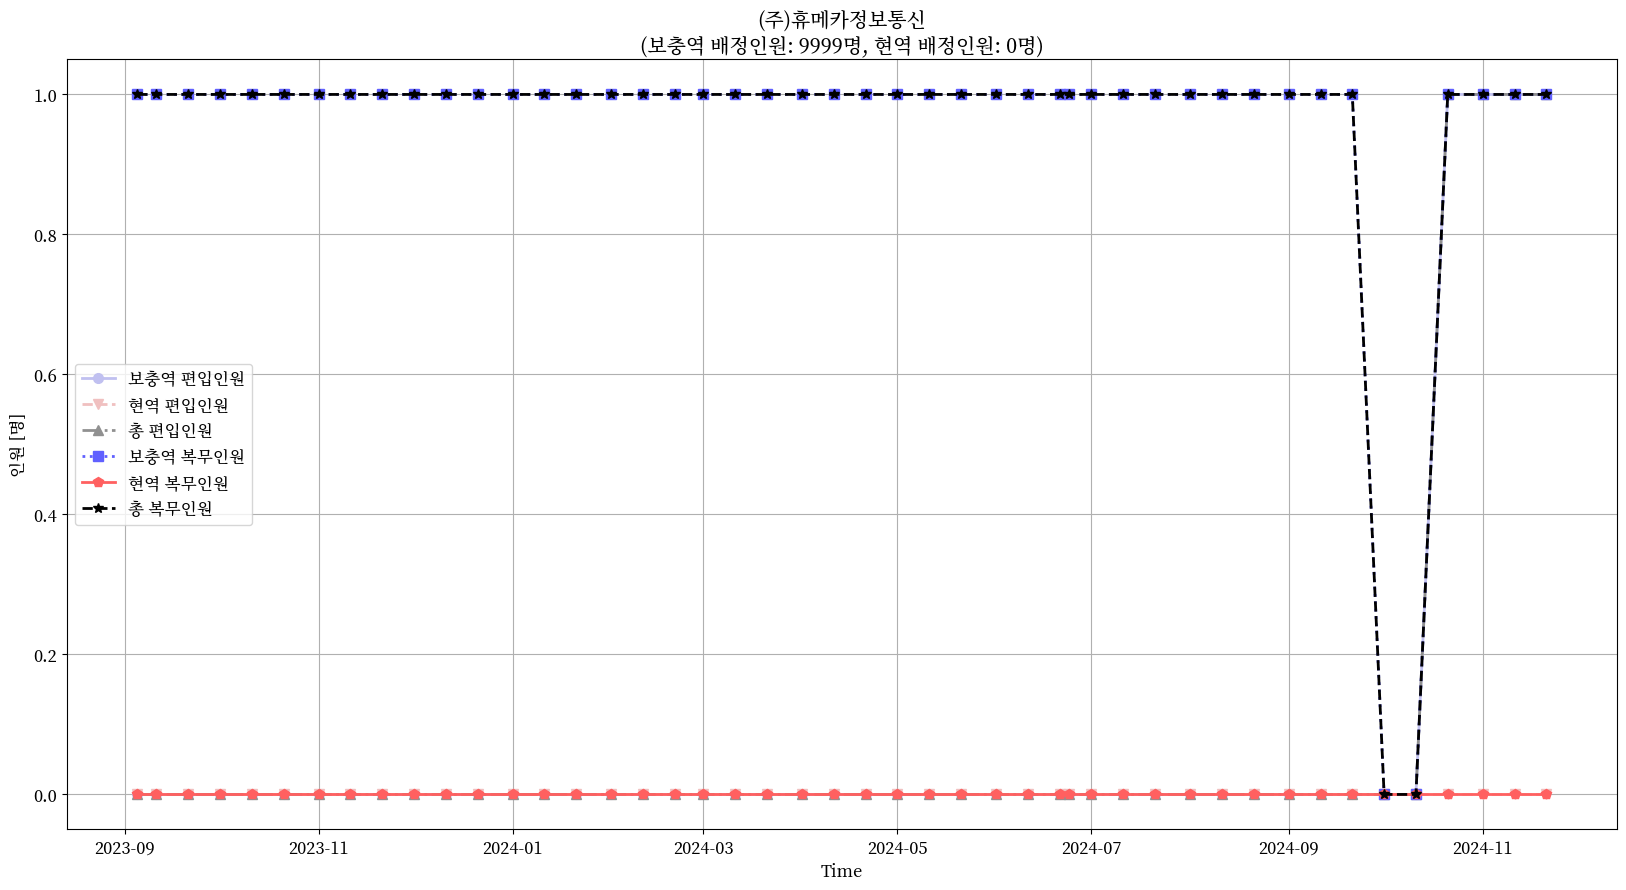 (주)휴메카정보통신
(보충역 배정인원: 9999명, 현역 배정인원: 0명)
1.0
0.8
0.6
0.4
0.2
0.0
인원 [명]
보충역 편입인원
현역 편입인원
총 편입인원
보충역 복무인원
현역 복무인원
총 복무인원
2023-09 2023-11 2024-01 2024-03 2024-05 2024-07 2024-09 2024-11
Time